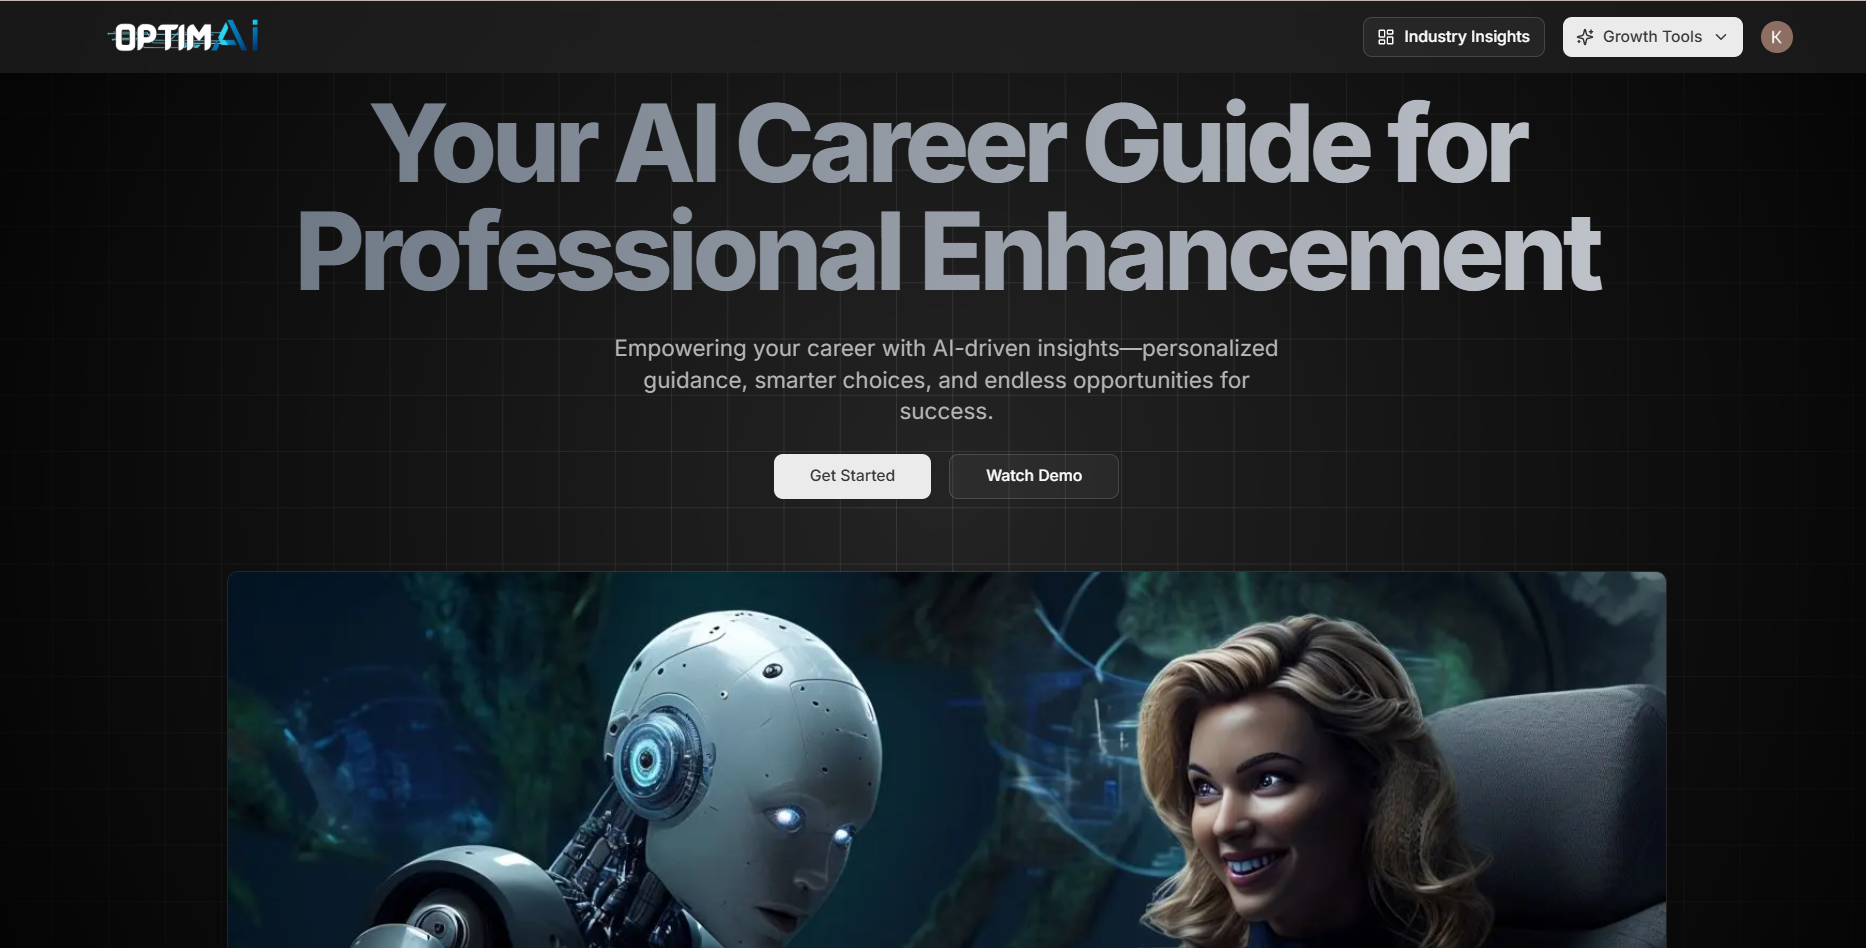 OPTIMAi
Industry Insights
Growth Tools
K
Your AI Career Guide for
Professional Enhancement
Empowering your career with AI-driven insights—personalized
guidance, smarter choices, and endless opportunities for
success.
Get Started
Watch Demo